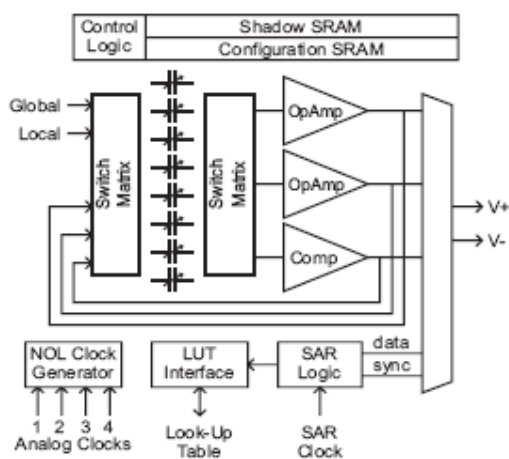 Control
Logic
Shadow SRAM
Configuration SRAM
Global
Local
Switch
Matrix
Switch
Matrix
OpAmp
OpAmp
Comp
V+
V-
NOL Clock
Generator
1 2 3 4
Analog Clocks
LUT
Interface
Look-Up
Table
SAR
Logic
SAR
Clock
data
sync